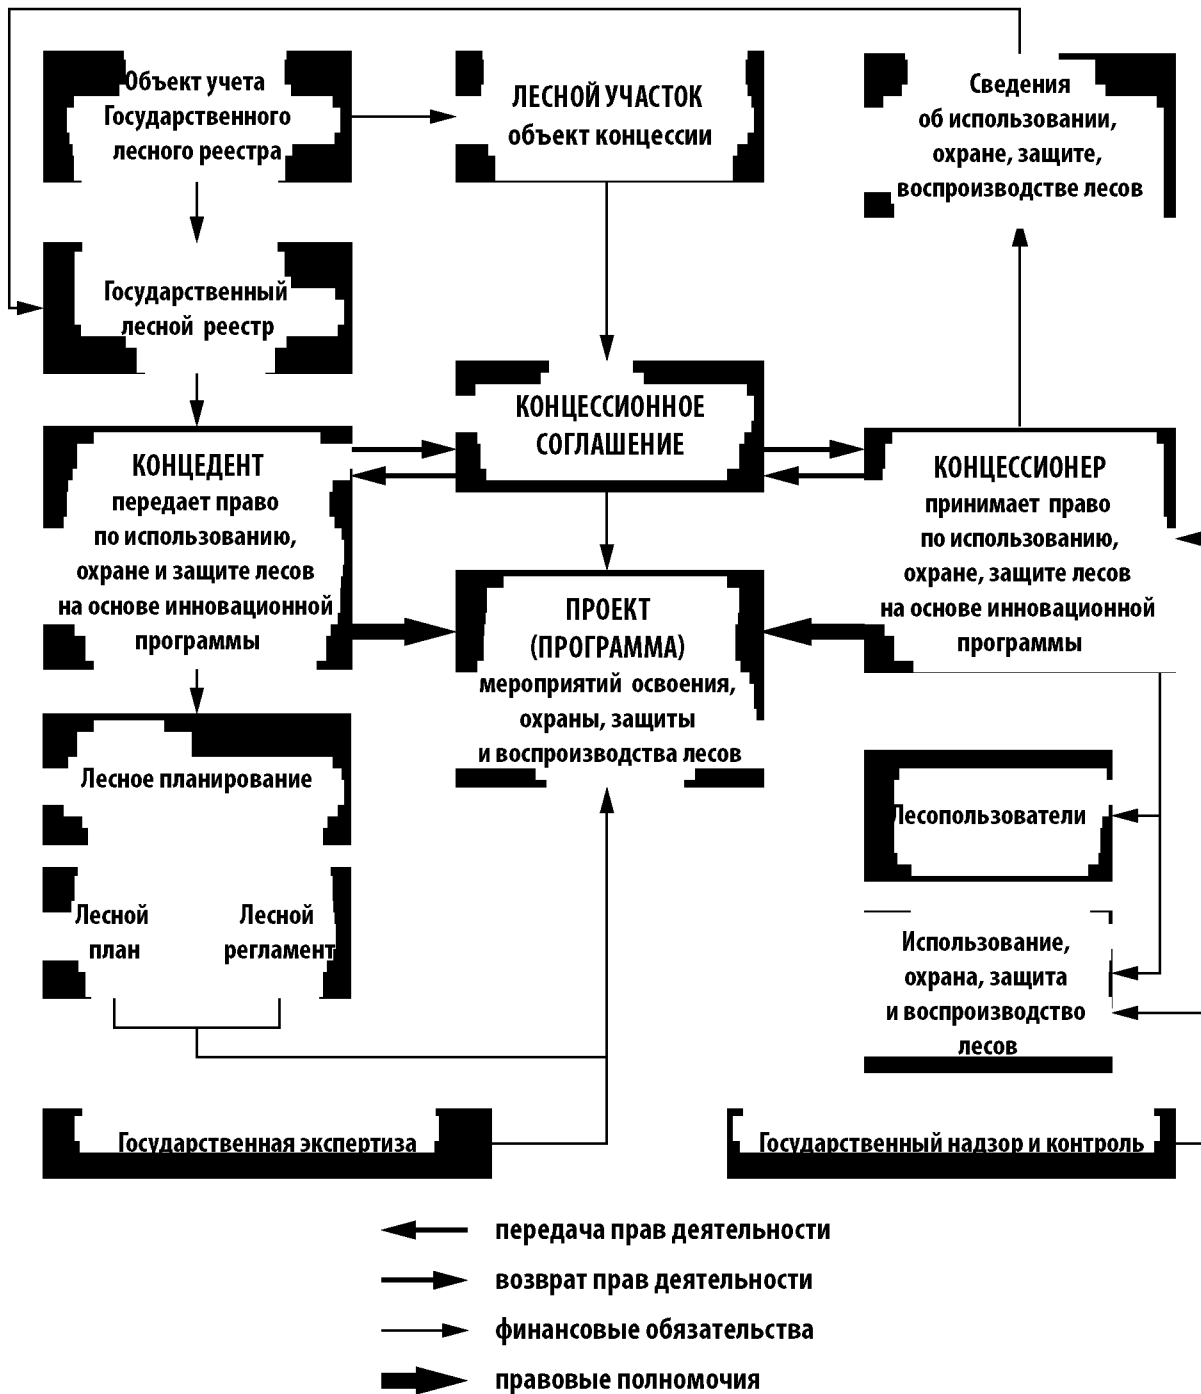 Объект учета
Государственного
лесного реестра
ЛЕСНОЙ УЧАСТОК
объект концессии
Сведения
об использовании,
охране, защите,
воспроизводстве лесов
Государственный
лесной реестр
КОНЦЕССИОННОЕ
СОГЛАШЕНИЕ
КОНЦЕДЕНТ
передает право
по использованию,
охране и защите лесов
на основе инновационной
программы
КОНЦЕССИОНЕР
принимает право
по использованию,
охране, защите лесов
на основе инновационной
программы
ПРОЕКТ
(ПРОГРАММА)
мероприятий освоения,
охраны, защиты
и воспроизводства лесов
Лесное планирование
Лесопользователи
Лесной
план
Лесной
регламент
Использование,
охрана, защита
и воспроизводство
лесов
Государственная экспертиза
Государственный надзор и контроль
передача прав деятельности
возврат прав деятельности
финансовые обязательства
правовые полномочия